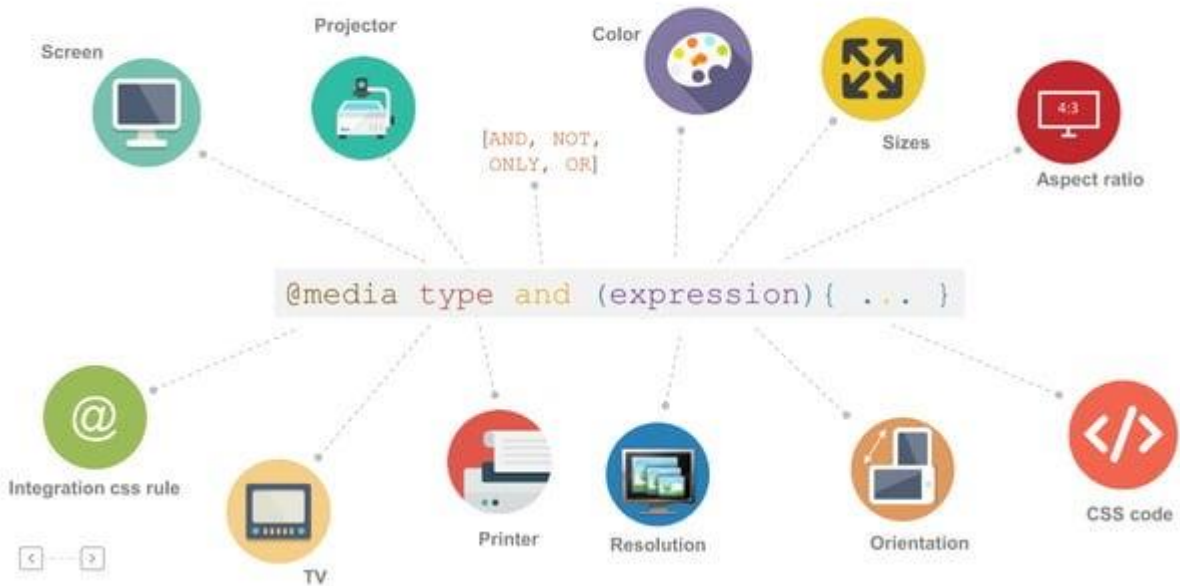 Screen
Projector
Color
Sizes
4:3
Aspect ratio
[AND, NOT,
ONLY, OR]
@media type and (expression){ ... }
@
Integration css rule
TV
Printer
Resolution
Orientation
</>
CSS code
< >